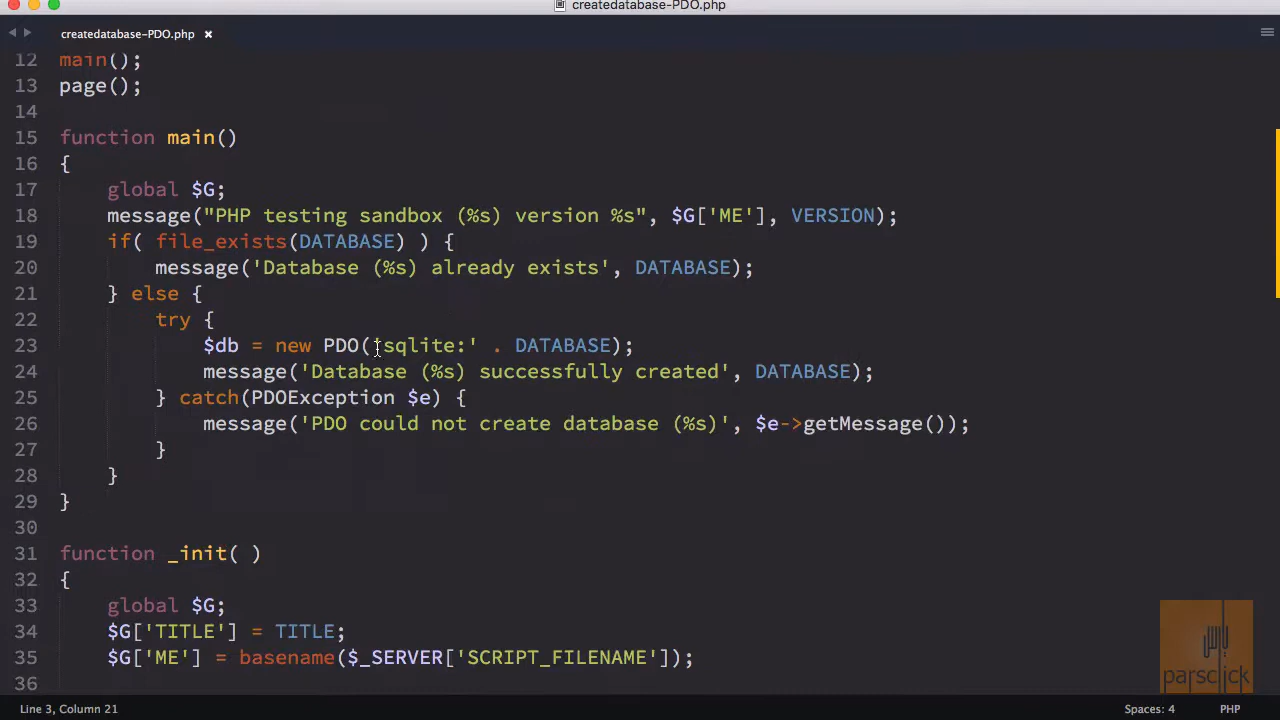 createdatabase-PDO.php
createdatabase-PDO.php ×
12 main();
13 page();
14
15 function main()
16 {
17 global $G;
18 message("PHP testing sandbox (%s) version %s", $G['ME'], VERSION);
19 if( file_exists(DATABASE) ) {
20 message('Database (%s) already exists', DATABASE);
21 } else {
22 try {
23 $db = new PDO('sqlite:' . DATABASE);
24 message('Database (%s) successfully created', DATABASE);
25 } catch(PDOException $e) {
26 message('PDO could not create database (%s)', $e->getMessage());
27 }
28 }
29 }
30
31 function _init( )
32 {
33 global $G;
34 $G['TITLE'] = TITLE;
35 $G['ME'] = basename($_SERVER['SCRIPT_FILENAME']);
36
parsclick
Line 3, Column 21
Spaces: 4
PHP